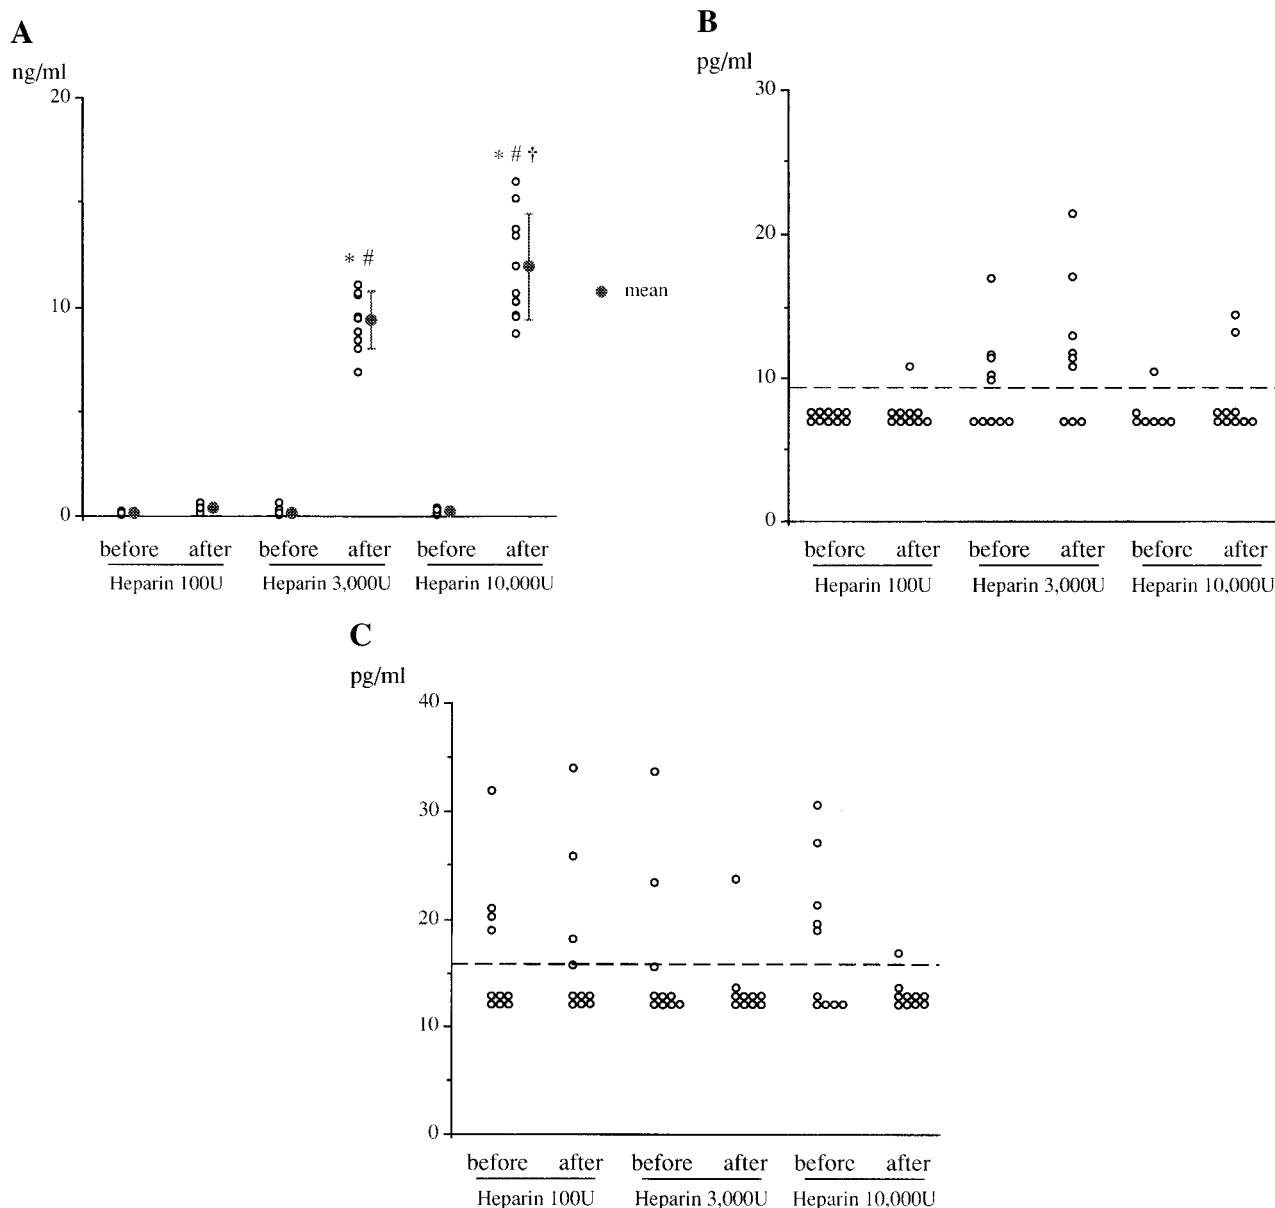 A
ng/ml
20
10
0
* #
* # †
mean
before after before after before after
Heparin 100U Heparin 3,000U Heparin 10,000U
B
pg/ml
30
20
10
0
before after before after before after
Heparin 100U Heparin 3,000U Heparin 10,000U
C
pg/ml
40
30
20
10
0
before after before after before after
Heparin 100U Heparin 3,000U Heparin 10,000U